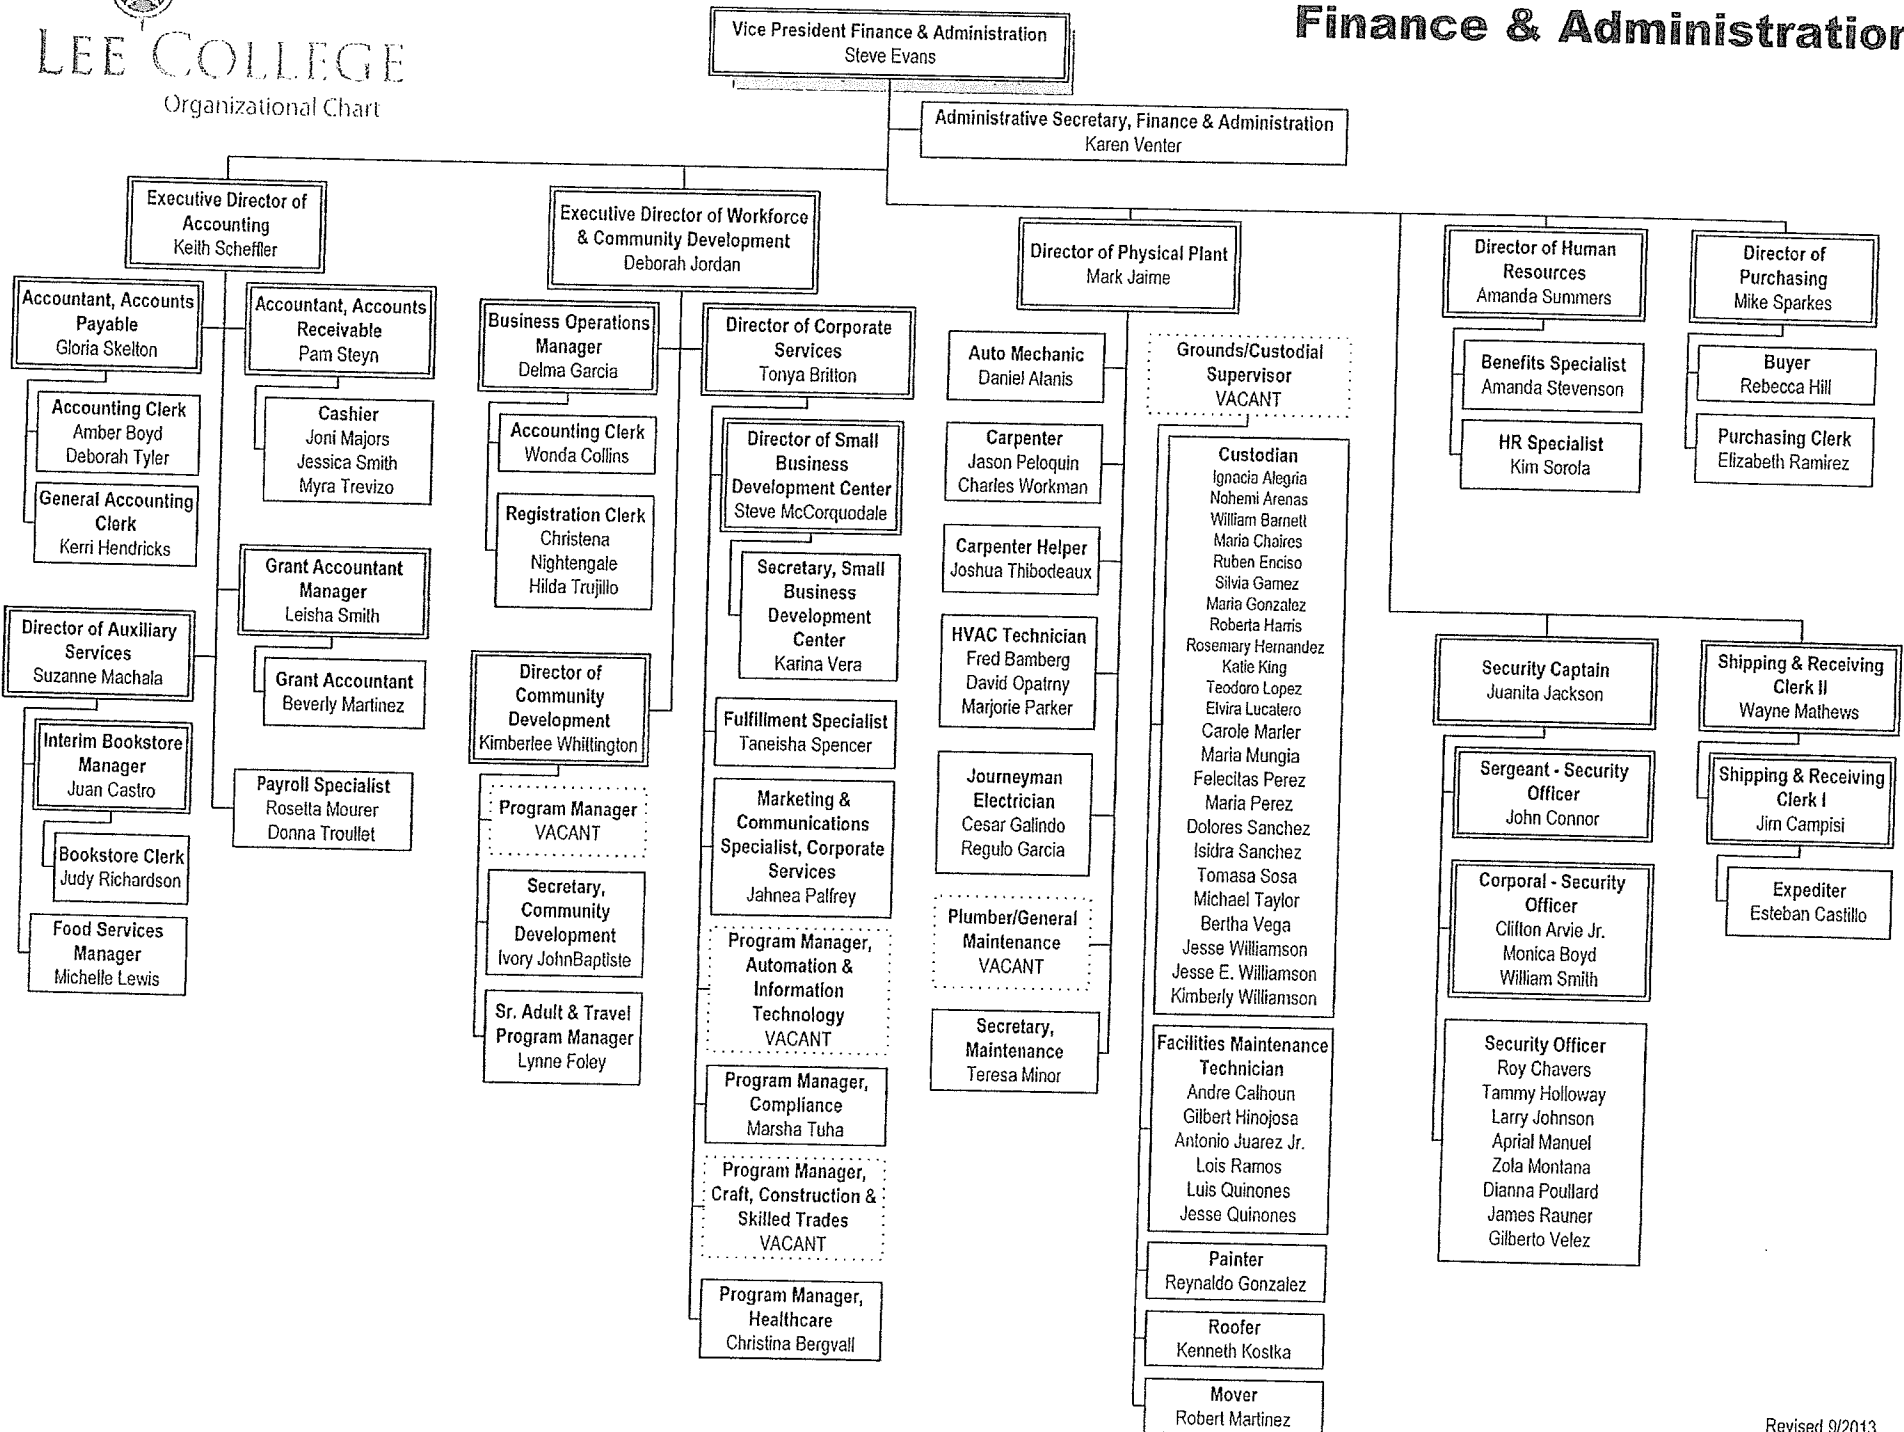 LEE COLLEGE
Organizational Chart
Finance & Administration
Vice President Finance & Administration
Steve Evans
Administrative Secretary, Finance & Administration
Karen Venter
Executive Director of
Accounting
Keith Scheffler
Accountant, Accounts
Payable
Gloria Skelton
Accounting Clerk
Amber Boyd
Deborah Tyler
General Accounting
Clerk
Kerri Hendricks
Accountant, Accounts
Receivable
Pam Steyn
Cashier
Joni Majors
Jessica Smith
Myra Trevizo
Grant Accountant
Manager
Leisha Smith
Grant Accountant
Beverly Martinez
Director of Auxiliary
Services
Suzanne Machala
Interim Bookstore
Manager
Juan Castro
Bookstore Clerk
Judy Richardson
Food Services
Manager
Michelle Lewis
Payroll Specialist
Rosetta Mourer
Donna Troullet
Executive Director of Workforce
& Community Development
Deborah Jordan
Business Operations
Manager
Delma Garcia
Accounting Clerk
Wonda Collins
Registration Clerk
Christena
Nightengale
Hilda Trujillo
Director of
Community
Development
Kimberlee Whittington
Program Manager
VACANT
Secretary,
Community
Development
Ivory JohnBaptiste
Sr. Adult & Travel
Program Manager
Lynne Foley
Director of Corporate
Services
Tonya Britton
Director of Small
Business
Development Center
Steve McCorquodale
Secretary, Small
Business
Development
Center
Karina Vera
Fulfillment Specialist
Taneisha Spencer
Marketing &
Communications
Specialist, Corporate
Services
Jahnea Palfrey
Program Manager,
Automation &
Information
Technology
VACANT
Program Manager,
Compliance
Marsha Tuha
Program Manager,
Craft, Construction &
Skilled Trades
VACANT
Program Manager,
Healthcare
Christina Bergvall
Director of Physical Plant
Mark Jaime
Auto Mechanic
Daniel Alanis
Carpenter
Jason Peloquin
Charles Workman
Carpenter Helper
Joshua Thibodeaux
HVAC Technician
Fred Bamberg
David Opatrny
Marjorie Parker
Journeyman
Electrician
Cesar Galindo
Regulo Garcia
Plumber/General
Maintenance
VACANT
Secretary,
Maintenance
Teresa Minor
Grounds/Custodial
Supervisor
VACANT
Custodian
Ignacia Alegria
Nohemi Arenas
William Barnett
Maria Chaires
Ruben Enciso
Silvia Gamez
Maria Gonzalez
Roberta Harris
Rosemary Hernandez
Katie King
Teodoro Lopez
Elvira Lucatero
Carole Marler
Maria Mungia
Felecitas Perez
Maria Perez
Dolores Sanchez
Isidra Sanchez
Tomasa Sosa
Michael Taylor
Bertha Vega
Jesse Williamson
Jesse E. Williamson
Kimberly Williamson
Facilities Maintenance
Technician
Andre Calhoun
Gilbert Hinojosa
Antonio Juarez Jr.
Lois Ramos
Luis Quinones
Jesse Quinones
Painter
Reynaldo Gonzalez
Roofer
Kenneth Kostka
Mover
Robert Martinez
Director of Human
Resources
Amanda Summers
Benefits Specialist
Amanda Stevenson
HR Specialist
Kim Sorola
Director of
Purchasing
Mike Sparkes
Buyer
Rebecca Hill
Purchasing Clerk
Elizabeth Ramirez
Security Captain
Juanita Jackson
Sergeant - Security
Officer
John Connor
Corporal - Security
Officer
Clifton Arvie Jr.
Monica Boyd
William Smith
Security Officer
Roy Chavers
Tammy Holloway
Larry Johnson
Aprial Manuel
Zola Montana
Dianna Poullard
James Rauner
Gilberto Velez
Shipping & Receiving
Clerk II
Wayne Mathews
Shipping & Receiving
Clerk I
Jim Campisi
Expediter
Esteban Castillo
Revised 9/2013